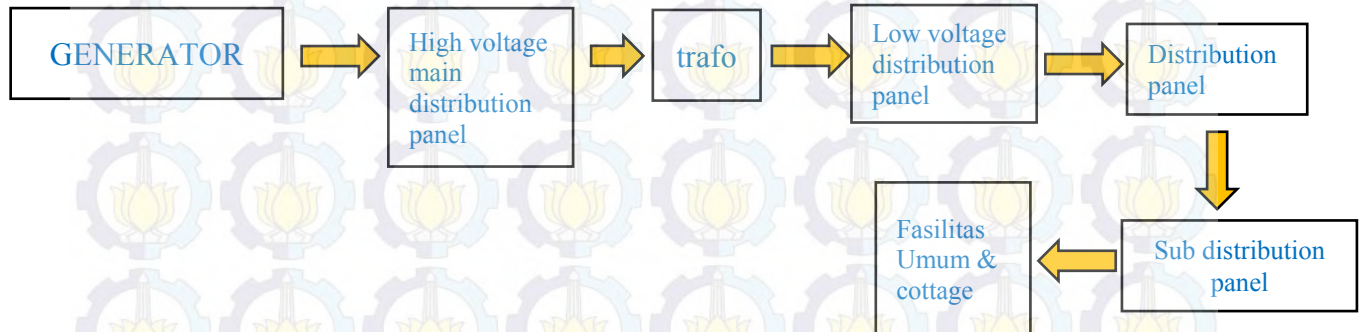 GENERATOR
High voltage
main
distribution
panel
trafo
Low voltage
distribution
panel
Distribution
panel
Sub distribution
panel
Fasilitas
Umum &
cottage